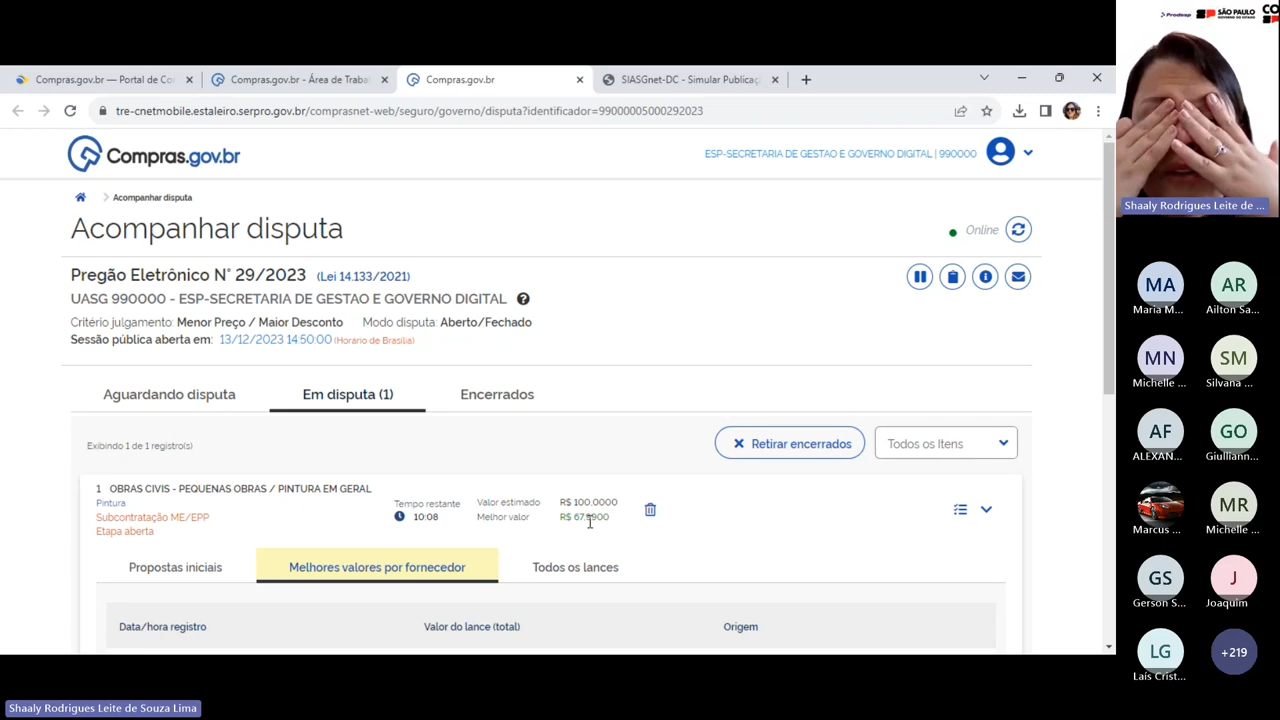 Prodesp SÃO PAULO GOVERNO DO ESTADO CO
Compras.gov.br — Portal de Co
Compras.gov.br - Área de Traba
Compras.gov.br
SIASGnet-DC - Simular Publicaç
tre-cnetmobile.estaleiro.serpro.gov.br/comprasnet-web/seguro/governo/disputa?identificador=99000005000292023
Compras.gov.br
ESP-SECRETARIA DE GESTAO E GOVERNO DIGITAL | 990000
Acompanhar disputa
Acompanhar disputa
Online
Pregão Eletrônico N° 29/2023 (Lei 14.133/2021)
UASG 990000 - ESP-SECRETARIA DE GESTAO E GOVERNO DIGITAL
Critério julgamento: Menor Preço / Maior Desconto Modo disputa: Aberto/Fechado
Sessão pública aberta em: 13/12/2023 14:50:00 (Horário de Brasília)
Aguardando disputa Em disputa (1) Encerrados
Exibindo 1 de 1 registro(s)
Retirar encerrados
Todos os Itens
1 OBRAS CIVIS - PEQUENAS OBRAS / PINTURA EM GERAL
Pintura
Subcontratação ME/EPP
Etapa aberta
Tempo restante
10:08
Valor estimado R$ 100,0000
Melhor valor R$
Propostas iniciais Melhores valores por fornecedor Todos os lances
Data/hora registro Valor do lance (total) Origem
Shaaly Rodrigues Leite de ...
MA AR
Maria M... Ailton Sa...
MN SM
Michelle ... Silvana ...
AF GO
ALEXAN... Giulliann...
MR
Marcus ... Michelle ...
GS J
Gerson S... Joaquim
LG +219
Laís Crist...
Shaaly Rodrigues Leite de Souza Lima